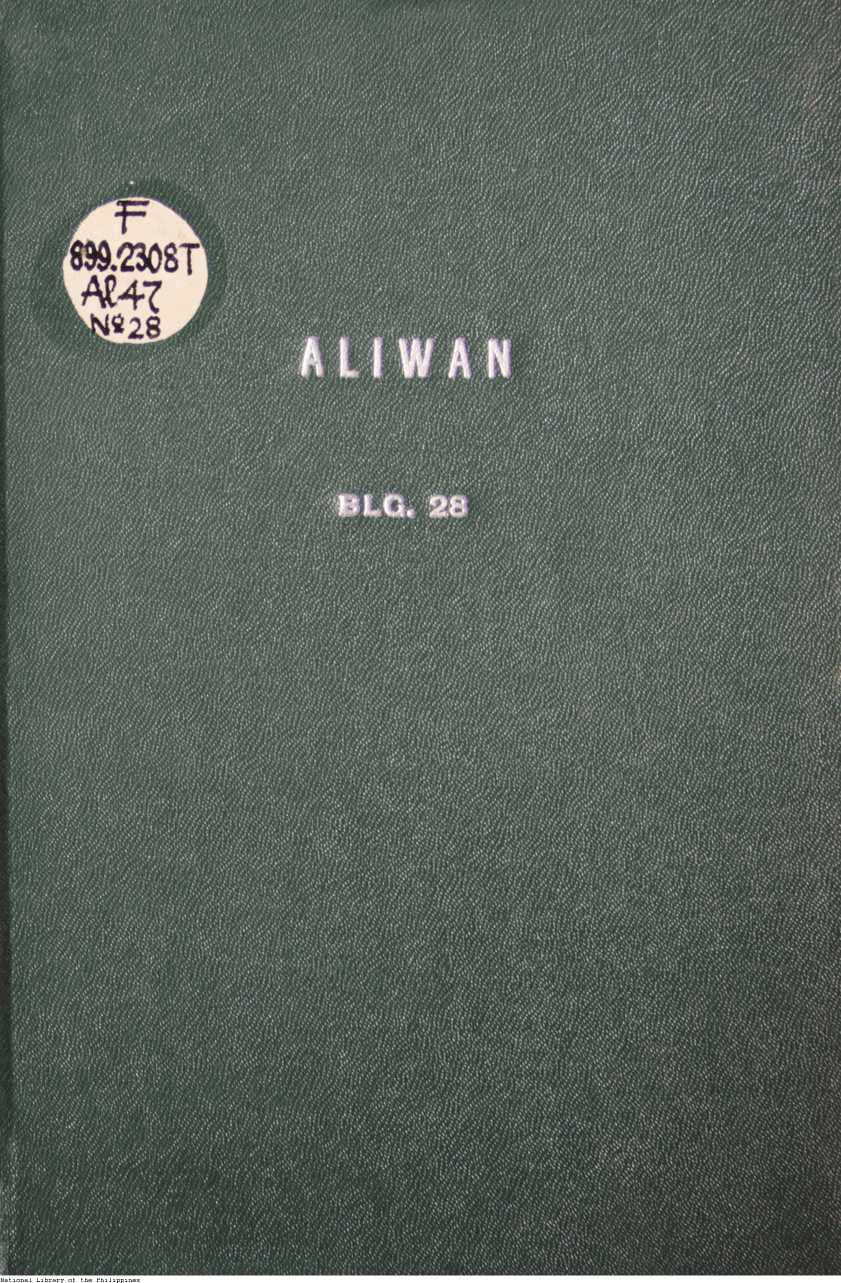 F
899.2308T
Al47
Nº28
ALIWAN
BLG. 28
National Library of the Philippines